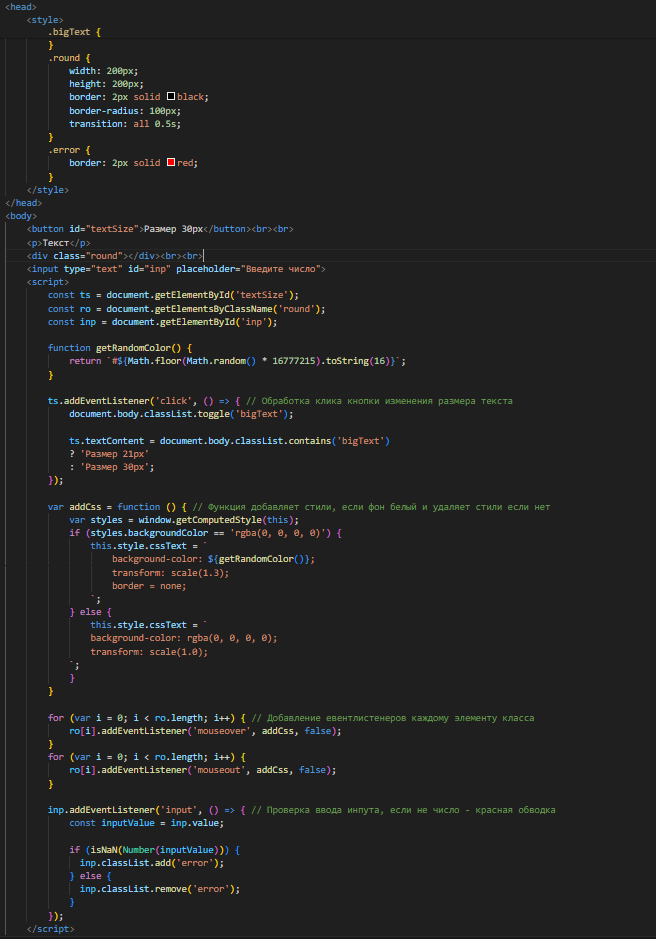 <head>
<style>
.bigText {
}
.round {
width: 200px;
height: 200px;
border: 2px solid black;
border-radius: 100px;
transition: all 0.5s;
}
.error {
border: 2px solid red;
}
</style>
</head>
<body>
<button id="textSize">Размер 30px</button><br><br>
<p>Текст</p>
<div class="round"></div><br><br>
<input type="text" id="inp" placeholder="Введите число">
<script>
const ts = document.getElementById('textSize');
const ro = document.getElementsByClassName('round');
const inp = document.getElementById('inp');
function getRandomColor() {
return `#${Math.floor(Math.random() * 16777215).toString(16)}`;
}
ts.addEventListener('click', () => { // Обработка клика кнопки изменения размера текста
document.body.classList.toggle('bigText');
ts.textContent = document.body.classList.contains('bigText')
? 'Размер 21px'
: 'Размер 30px';
});
var addCss = function () { // Функция добавляет стили, если фон белый и удаляет стили если нет
var styles = window.getComputedStyle(this);
if (styles.backgroundColor == 'rgba(0, 0, 0, 0)') {
this.style.cssText = `
background-color: ${getRandomColor()};
transform: scale(1.3);
border = none;
`;
} else {
this.style.cssText = `
background-color: rgba(0, 0, 0, 0);
transform: scale(1.0);
`;
}
}
for (var i = 0; i < ro.length; i++) { // Добавление евентлистенеров каждому элементу класса
ro[i].addEventListener('mouseover', addCss, false);
}
for (var i = 0; i < ro.length; i++) {
ro[i].addEventListener('mouseout', addCss, false);
}
inp.addEventListener('input', () => { // Проверка ввода инпута, если не число - красная обводка
const inputValue = inp.value;
if (isNaN(Number(inputValue))) {
inp.classList.add('error');
} else {
inp.classList.remove('error');
}
});
</script>